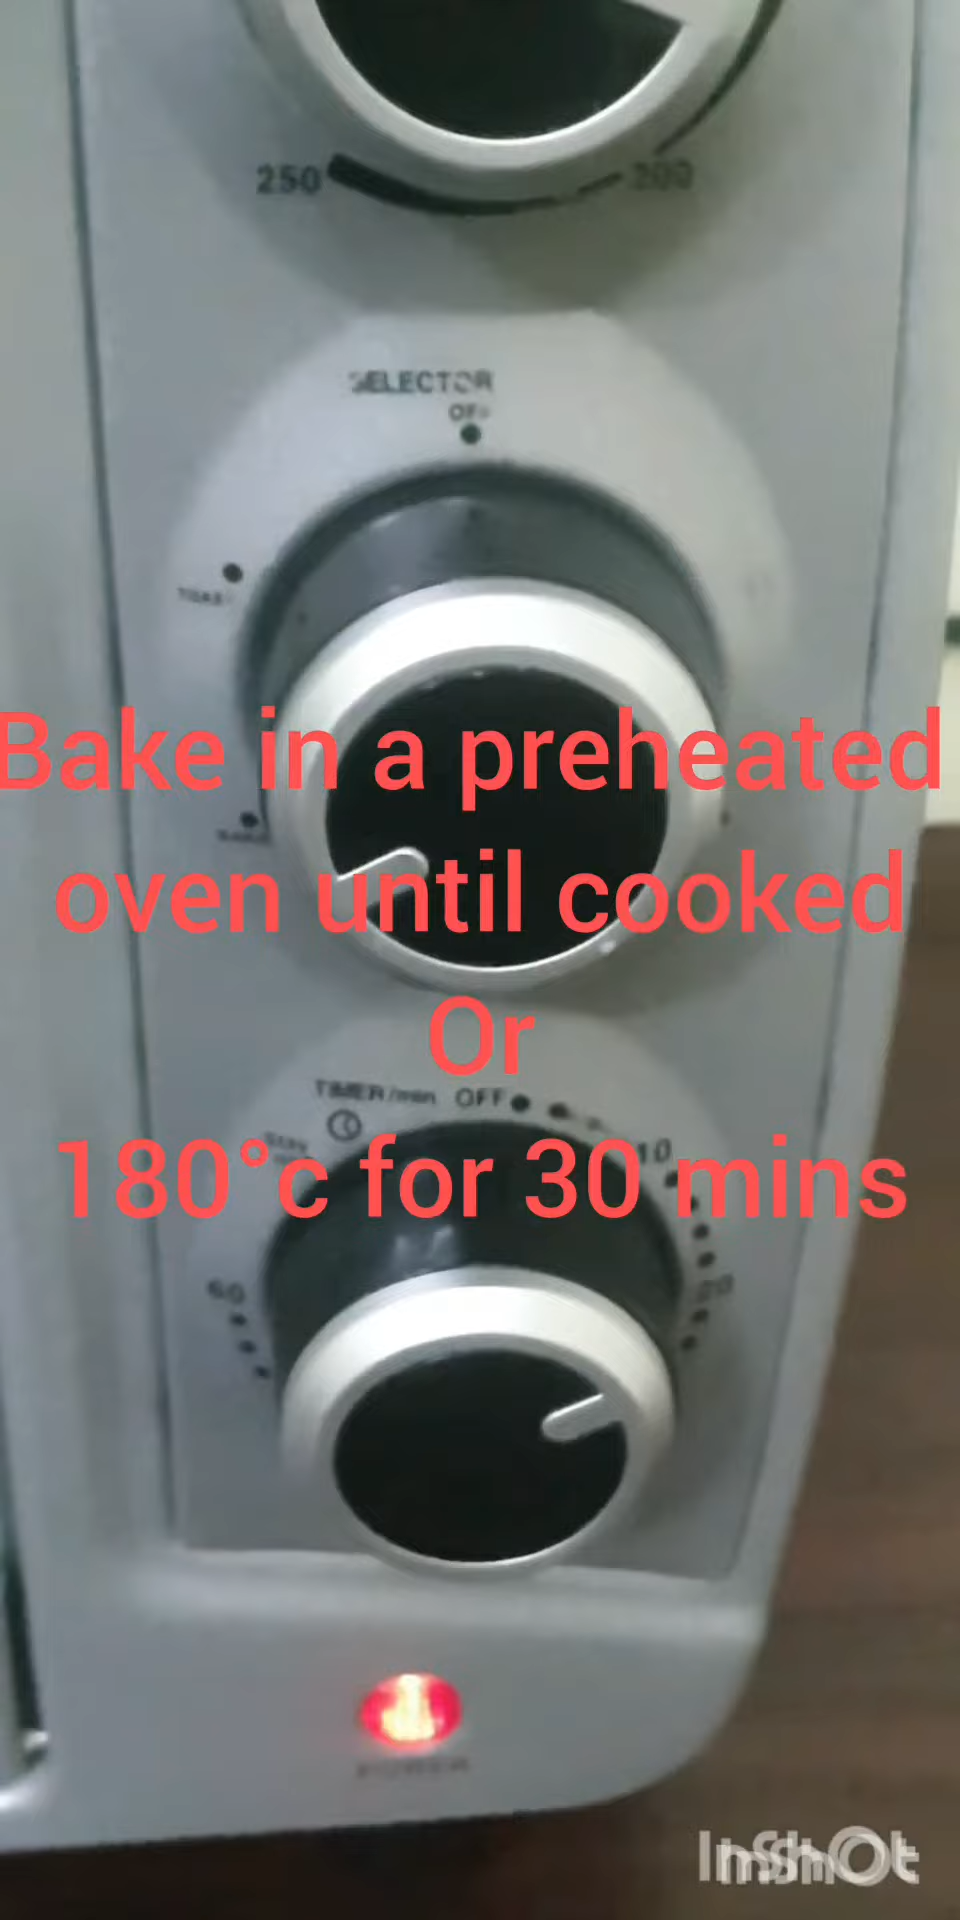 250 200
SELECTOR
Bake in a preheated
oven until cooked
Or
TIMER/min OFF
10
180°c for 30 mins
60 20
InShOt